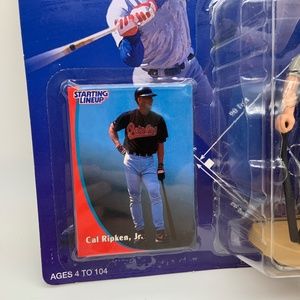 STARTING
LINEUP
Orioles
Cal Ripken, Jr.
AGES 4 TO 104